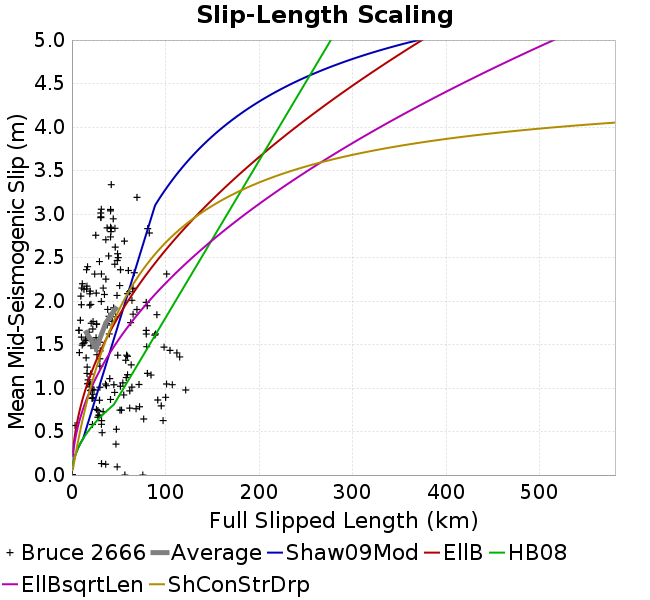 Slip-Length Scaling
Mean Mid-Seismogenic Slip (m)
5.0
4.5
4.0
3.5
3.0
2.5
2.0
1.5
1.0
0.5
0.0
0 100 200 300 400 500
Full Slipped Length (km)
Bruce 2666 Average Shaw09Mod EllB HB08
EllBsqrtLen ShConStrDrp